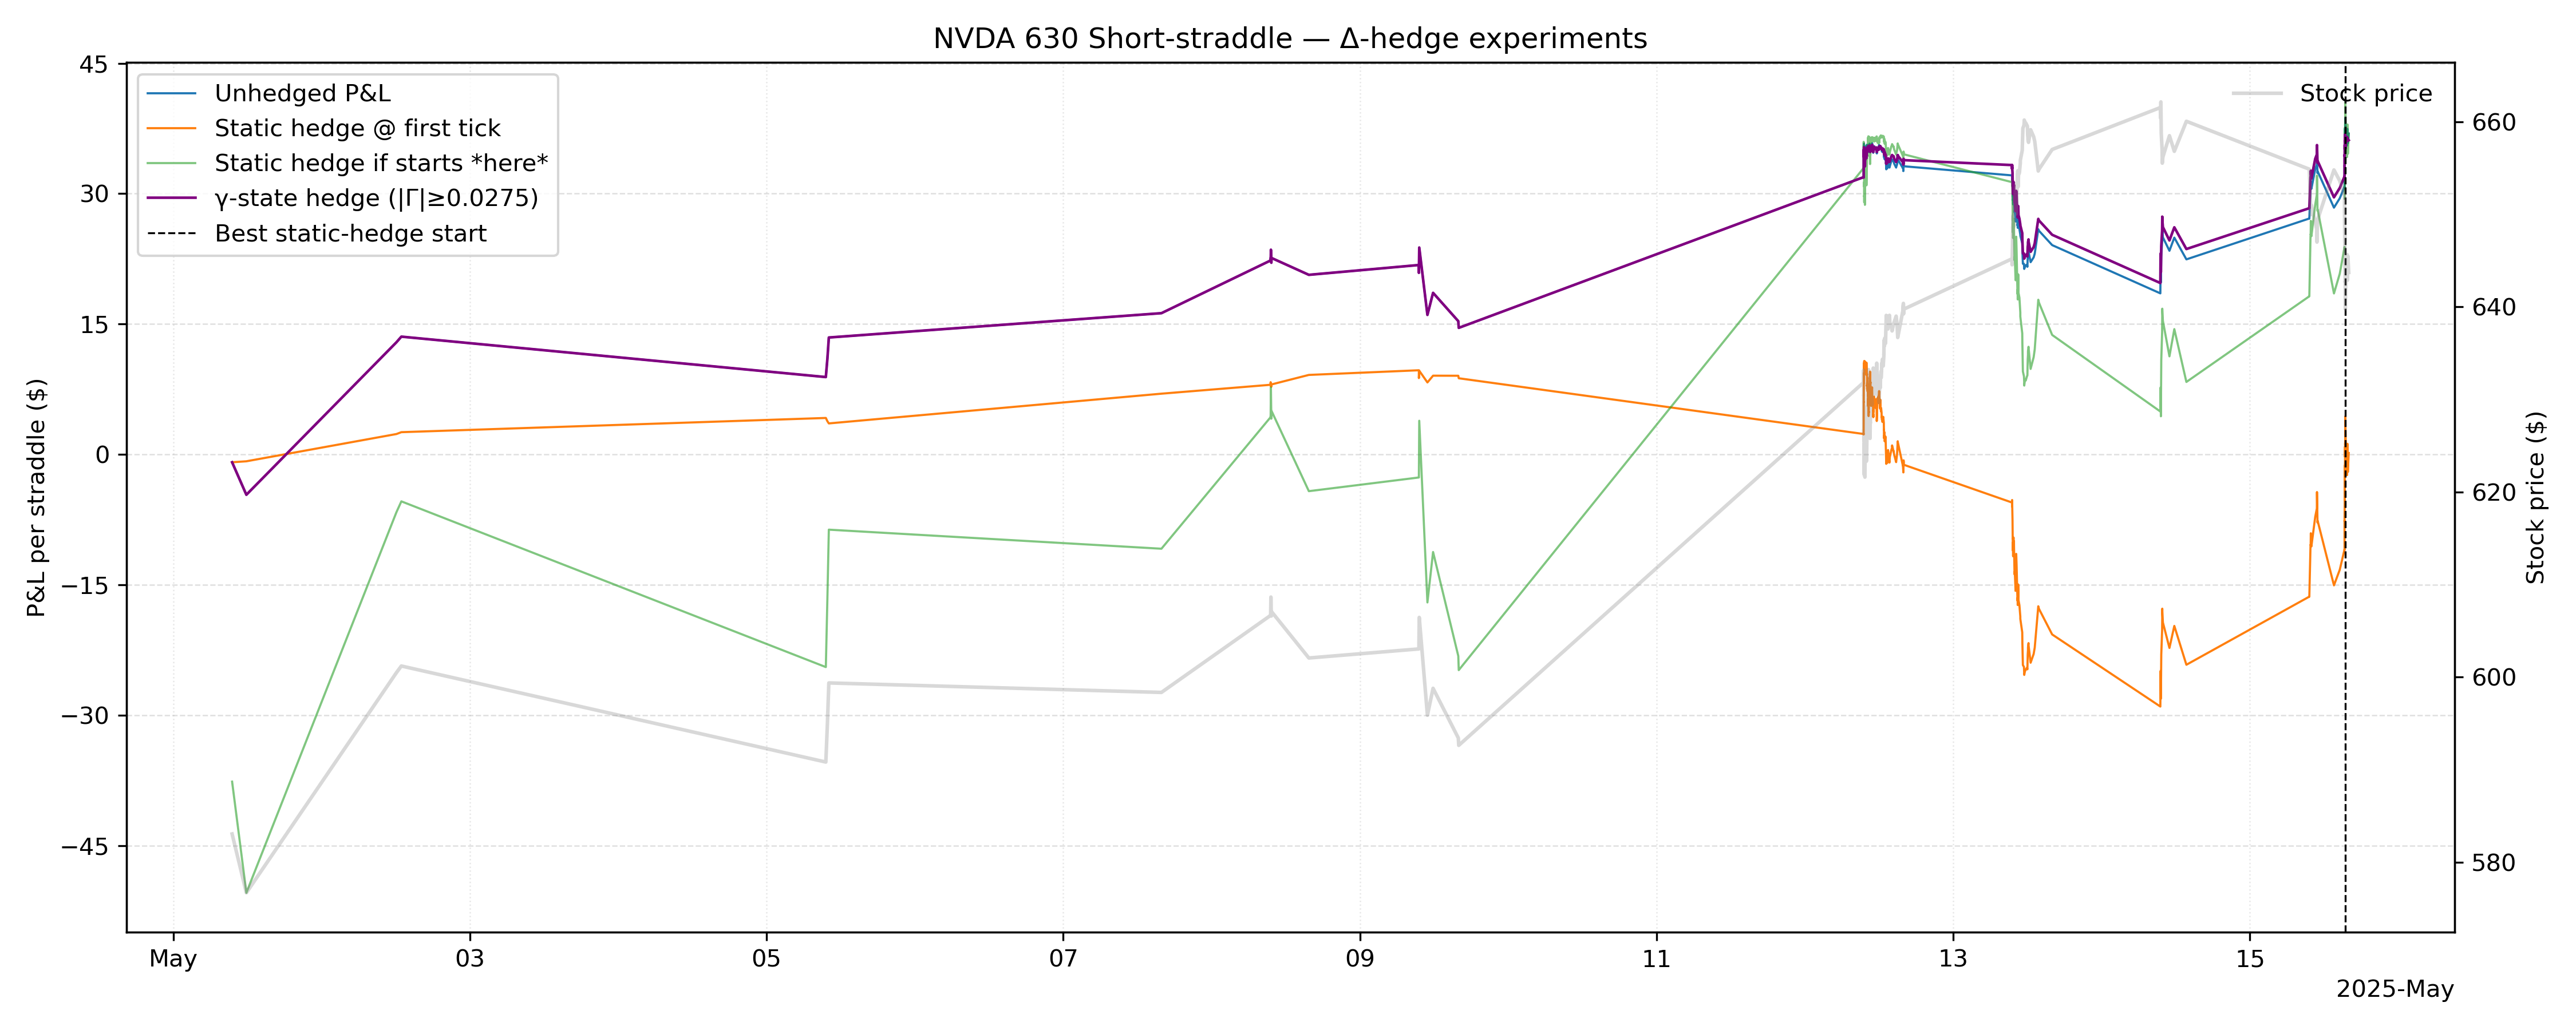 NVDA 630 Short-straddle — Δ-hedge experiments
Unhedged P&L
Static hedge @ first tick
Static hedge if starts *here*
γ-state hedge (|Γ|≥0.0275)
Best static-hedge start
Stock price
P&L per straddle ($)
45
30
15
0
−15
−30
−45
660
640
620
600
580
Stock price ($)
May
03
05
07
09
11
13
15
2025-May